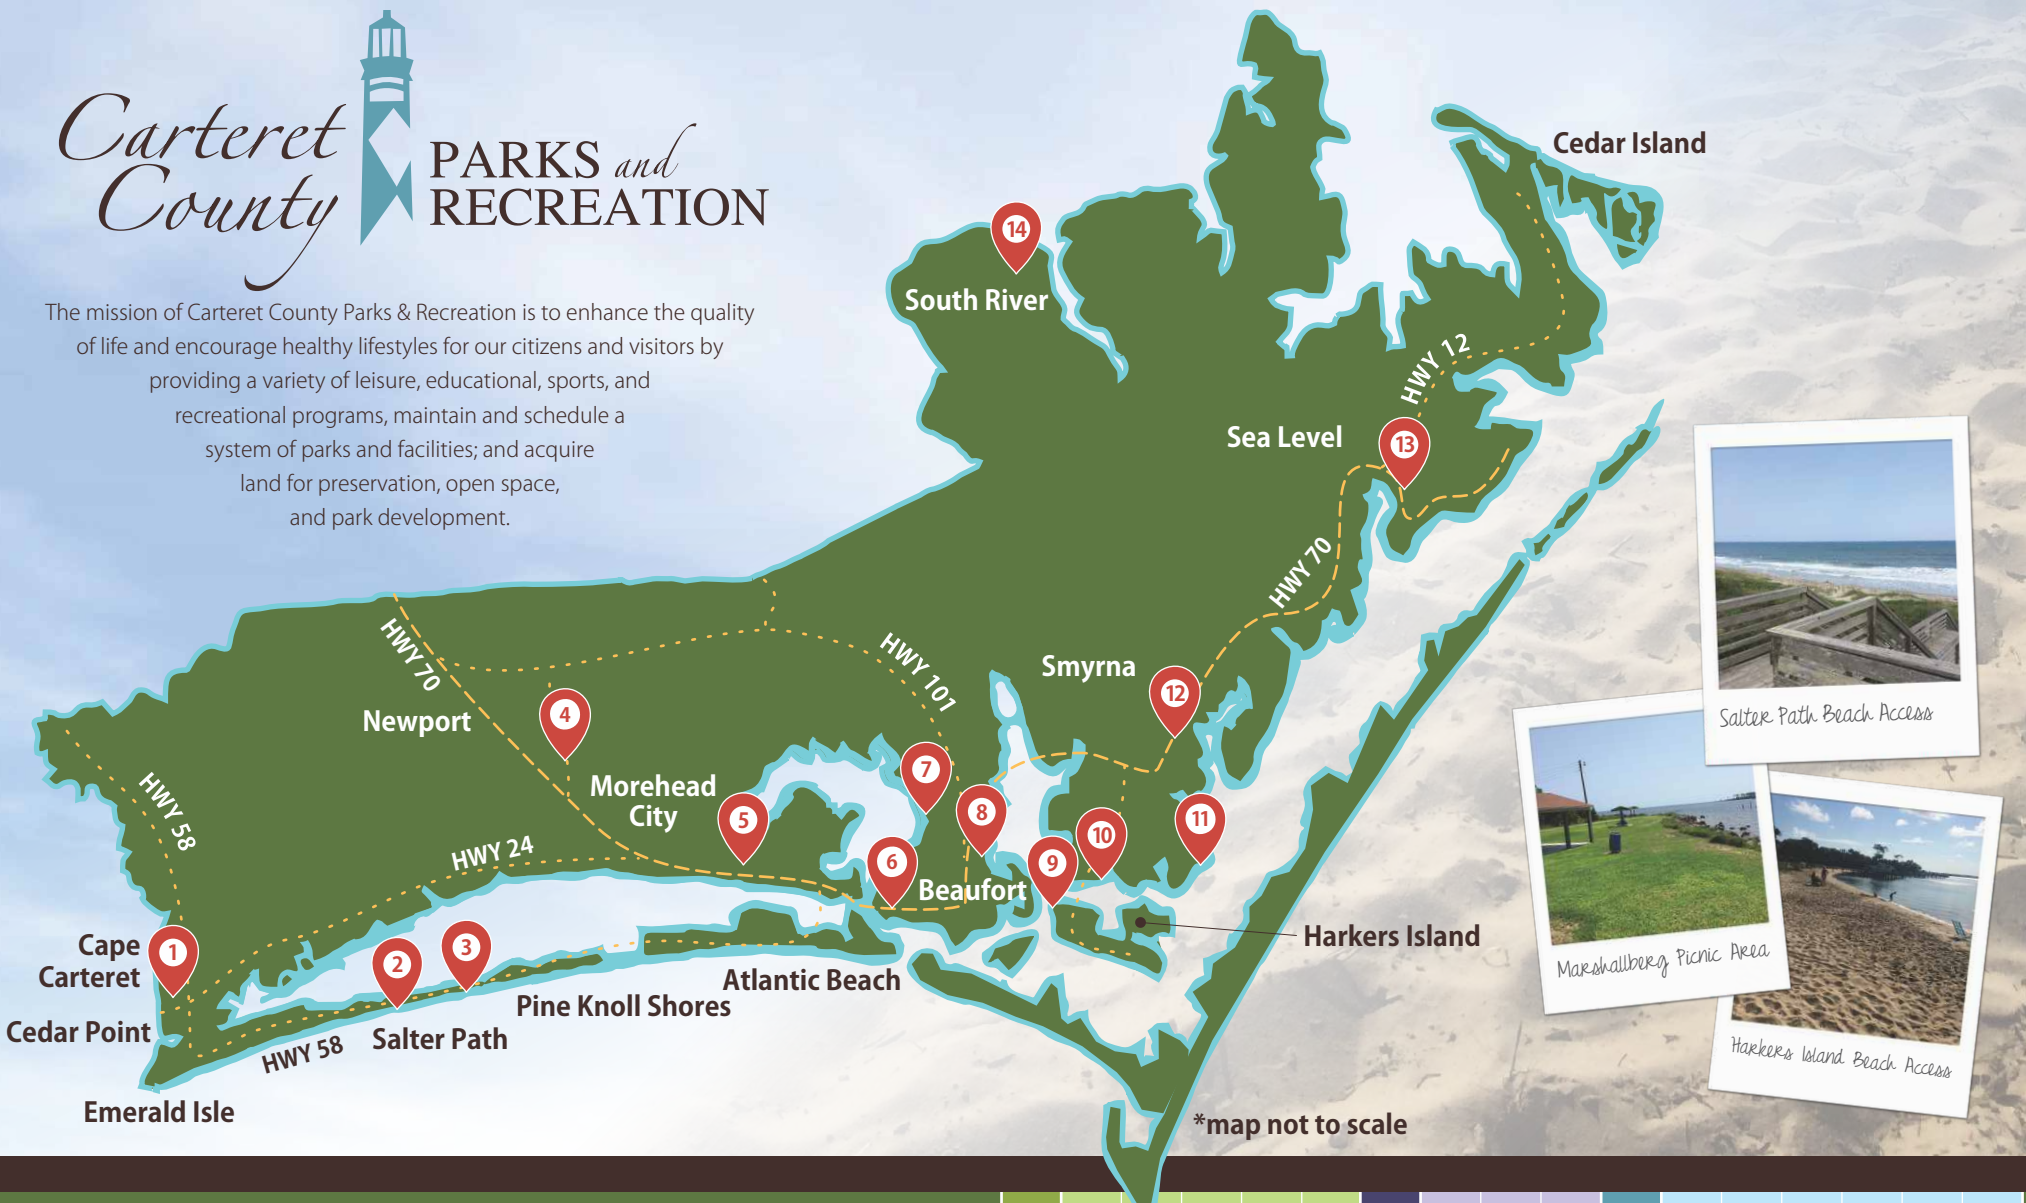 Carteret
County
PARKS and
RECREATION
The mission of Carteret County Parks & Recreation is to enhance the quality
of life and encourage healthy lifestyles for our citizens and visitors by
providing a variety of leisure, educational, sports, and
recreational programs, maintain and schedule a
system of parks and facilities; and acquire
land for preservation, open space,
and park development.
Cedar Island
14
South River
HWY 12
Sea Level
13
HWY 70
HWY 70
HWY 101
Smyrna
12
Newport
4
Salter Path Beach Access
HWY 58
Morehead
City
5
7
8
HWY 24
6
Beaufort
9
10
11
Cape
Carteret
1
2
3
Harkers Island
Marshallberg Picnic Area
Atlantic Beach
Pine Knoll Shores
Cedar Point
Salter Path
HWY 58
Harkers Island Beach Access
Emerald Isle
*map not to scale